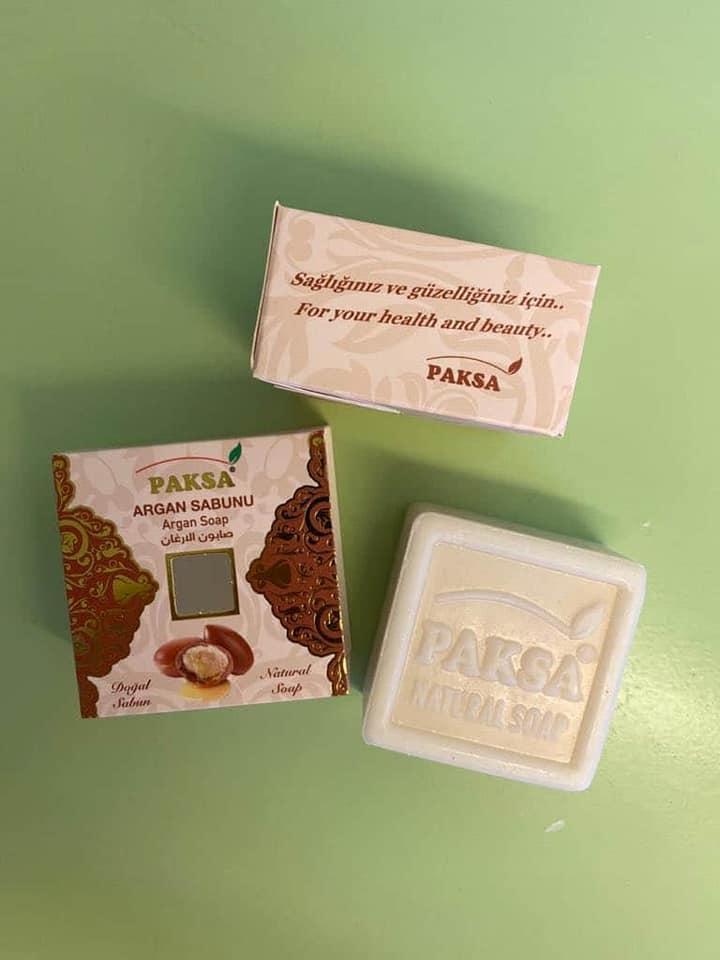 Sağlığınız ve güzelliğiniz için..
For your health and beauty..
PAKSA
PAKSA®
ARGAN SABUNU
Argan Soap
صابون الارغان
Doğal
Sabun
Natural
Soap
PAKSA®
NATURAL SOAP